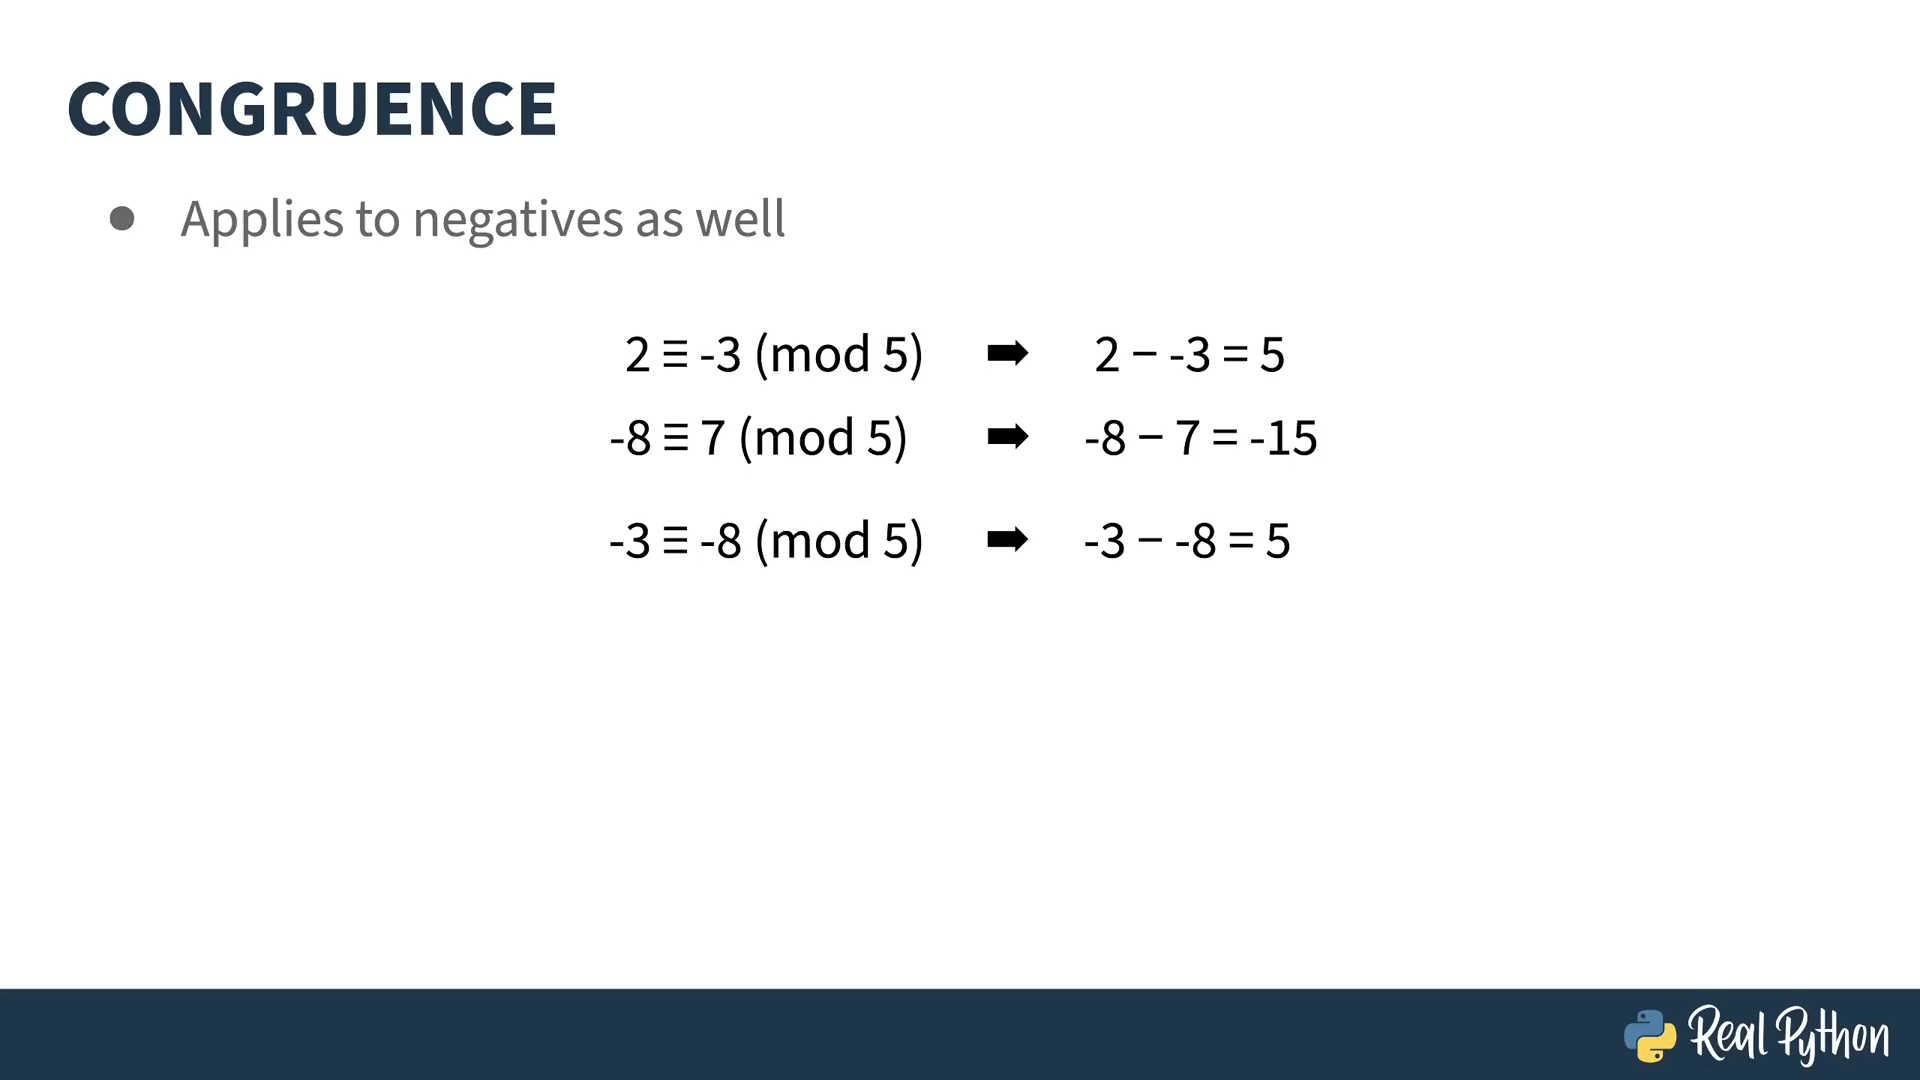 CONGRUENCE
● Applies to negatives as well
2 ≡ -3 (mod 5) ➡ 2 − -3 = 5
-8 ≡ 7 (mod 5) ➡ -8 − 7 = -15
-3 ≡ -8 (mod 5) ➡ -3 − -8 = 5
Real Python